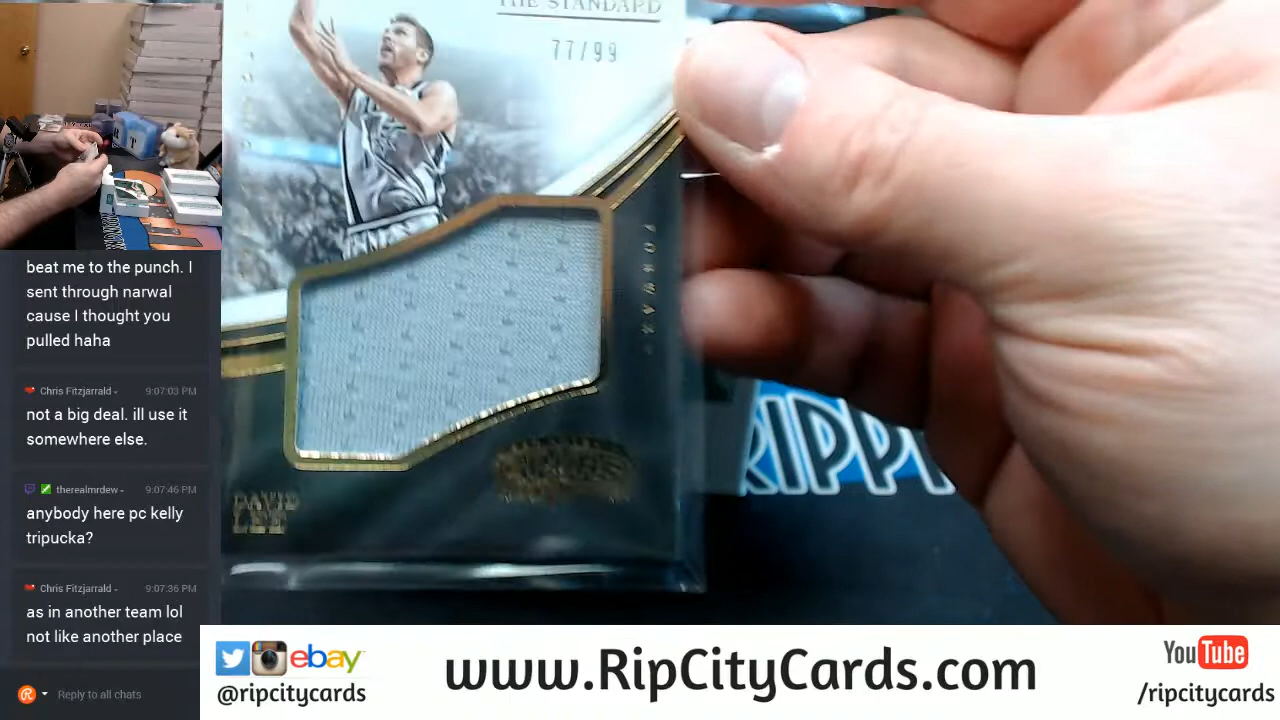 THE STANDARD
77/99
beat me to the punch. I
sent through narwal
cause I thought you
pulled haha
Chris Fitzjarrald
9:07:03 PM
not a big deal. ill use it
somewhere else.
therealmrdew
9:07:46 PM
anybody here pc kelly
tripucka?
Chris Fitzjarrald
9:07:36 PM
as in another team lol
not like another place
Reply to all chats
FORWARD
DAVID
LEE
RIPPY
ebay
@ripcitycards
www.RipCityCards.com
YouTube
/ripcitycards